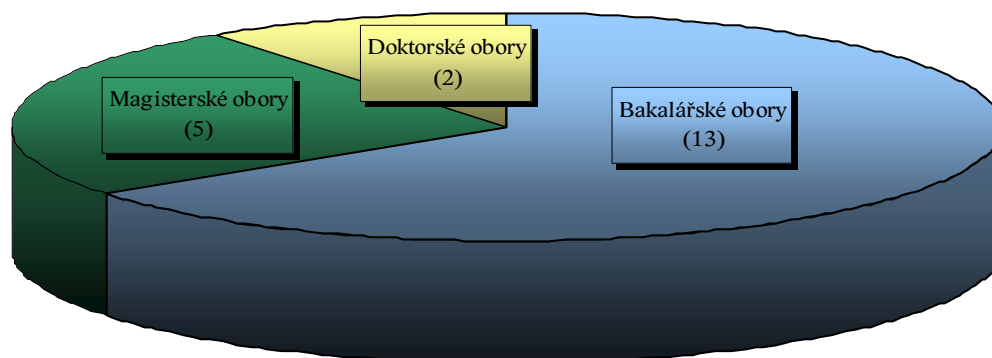 Doktorské obory
(2)
Magisterské obory
(5)
Bakalářské obory
(13)